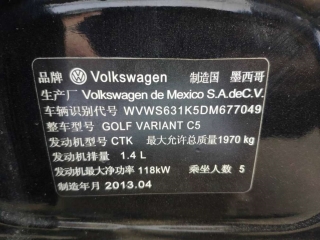 品牌 Volkswagen 制造国 墨西哥
生产厂 Volkswagen de Mexico S.A.deC.V.
车辆识别代号 WVWS631K5DM677049
整车型号 GOLF VARIANT C5
发动机型号 CTK 最大允许总质量1970 kg
发动机排量 1.4 L
发动机最大净功率 118kW 乘坐人数 5
制造年月 2013.04